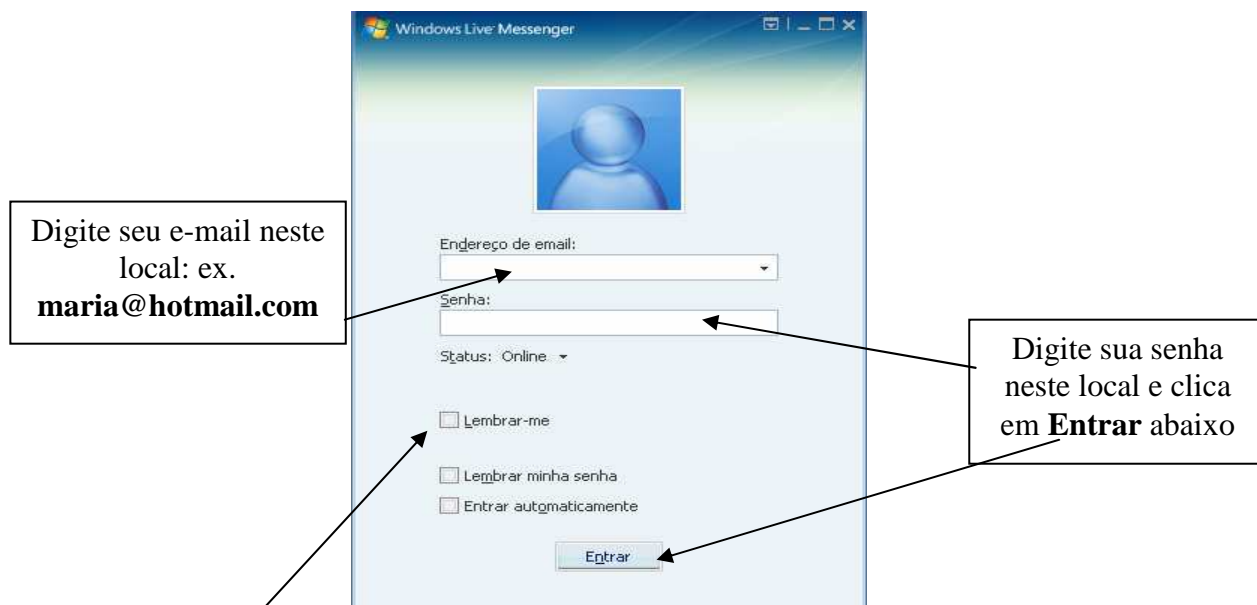 Windows Live Messenger
Digite seu e-mail neste
local: ex.
maria@hotmail.com
Endereço de email:
Senha:
Status: Online
Digite sua senha
neste local e clica
em Entrar abaixo
Lembrar-me
Lembrar minha senha
Entrar automaticamente
Entrar